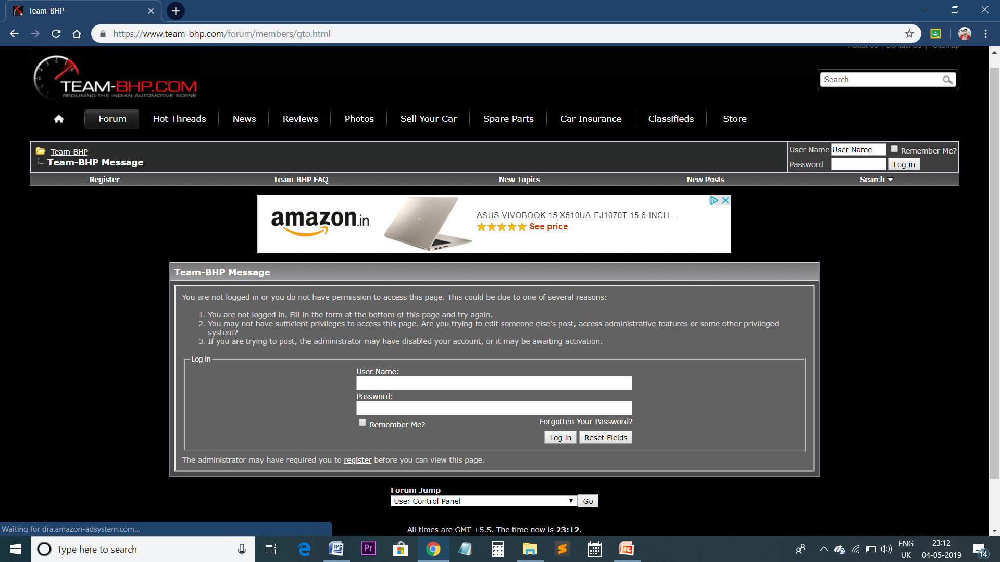 Team-BHP
https://www.team-bhp.com/forum/members/gto.html
About Us | Contact Us | Sitemap
TEAM-BHP.COM
REDLINING THE INDIAN AUTOMOTIVE SCENE
Search
Forum Hot Threads News Reviews Photos Sell Your Car Spare Parts Car Insurance Classifieds Store
Team-BHP
Team-BHP Message
User Name User Name Remember Me?
Password Log in
Register Team-BHP FAQ New Topics New Posts Search
amazon.in
ASUS VIVOBOOK 15 X510UA-EJ1070T 15.6-INCH ...
See price
Team-BHP Message
You are not logged in or you do not have permission to access this page. This could be due to one of several reasons:
1. You are not logged in. Fill in the form at the bottom of this page and try again.
2. You may not have sufficient privileges to access this page. Are you trying to edit someone else's post, access administrative features or some other privileged
system?
3. If you are trying to post, the administrator may have disabled your account, or it may be awaiting activation.
Log in
User Name:
Password:
Remember Me? Forgotten Your Password?
Log in Reset Fields
The administrator may have required you to register before you can view this page.
Forum Jump
User Control Panel Go
Waiting for dra.amazon-adsystem.com...
All times are GMT +5.5. The time now is 23:12.
Type here to search
Pr
ENG
UK
23:12
04-05-2019
14